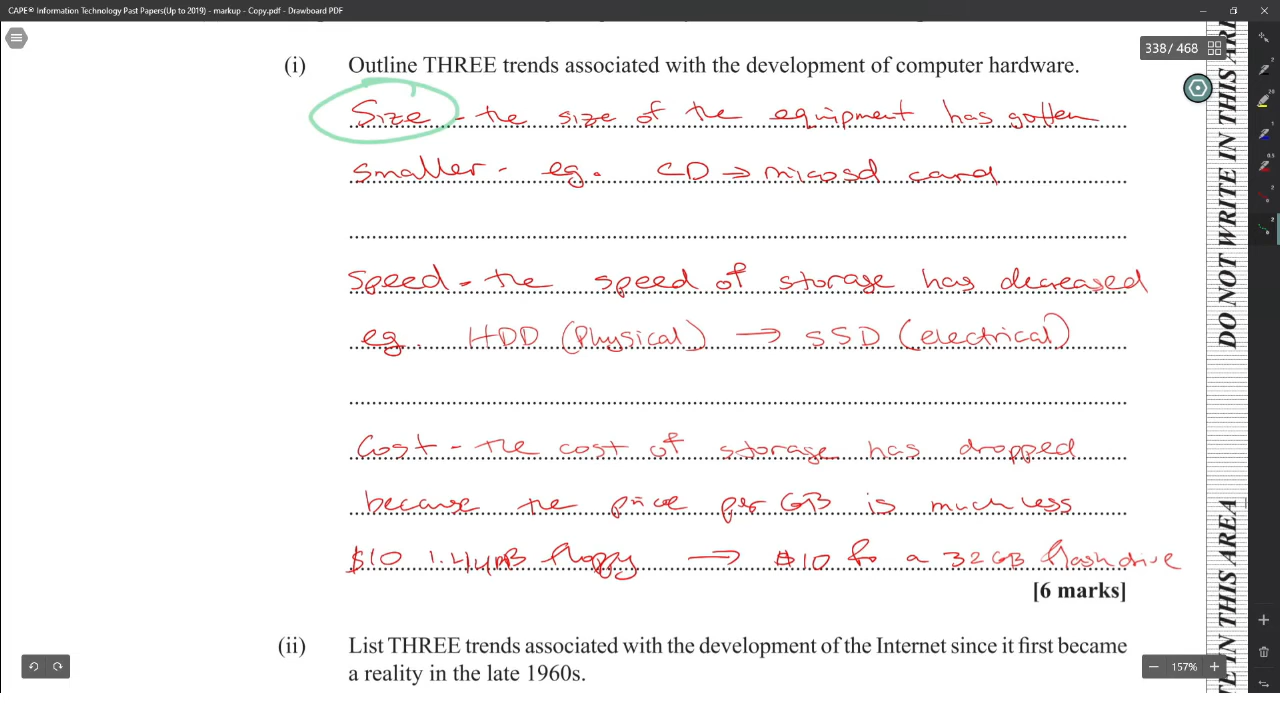 CAPE® Information Technology Past Papers(Up to 2019) - markup - Copy.pdf - Drawboard PDF
338 / 468
(i) Outline THREE trends associated with the development of computer hardware.
Size - the size of the equipment has gotten
smaller - eg. CD → micosd card
speed - the speed of storage has decreased
eg. HDD (Physical) → SSD (electrical)
Cost - the cost of storage has dropped
because the price per GB is much less
$10 1.44MB floppy → $10 for a 32GB flash drive
[6 marks]
(ii) List THREE trends associated with the development of the Internet since it first became
a reality in the late 1960s.
DO NOT WRITE IN THIS AREA
TE IN THIS AREA
157%